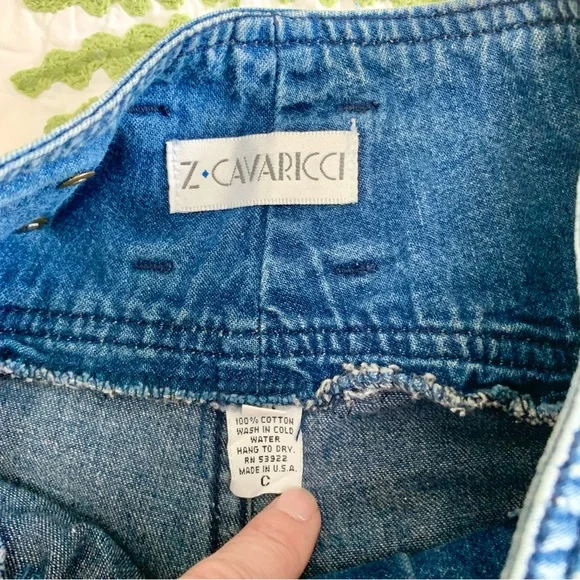 Z•CAVARICCI
100% COTTON
WASH IN COLD
WATER
HANG TO DRY.
RN 53922
MADE IN U.S.A.
C